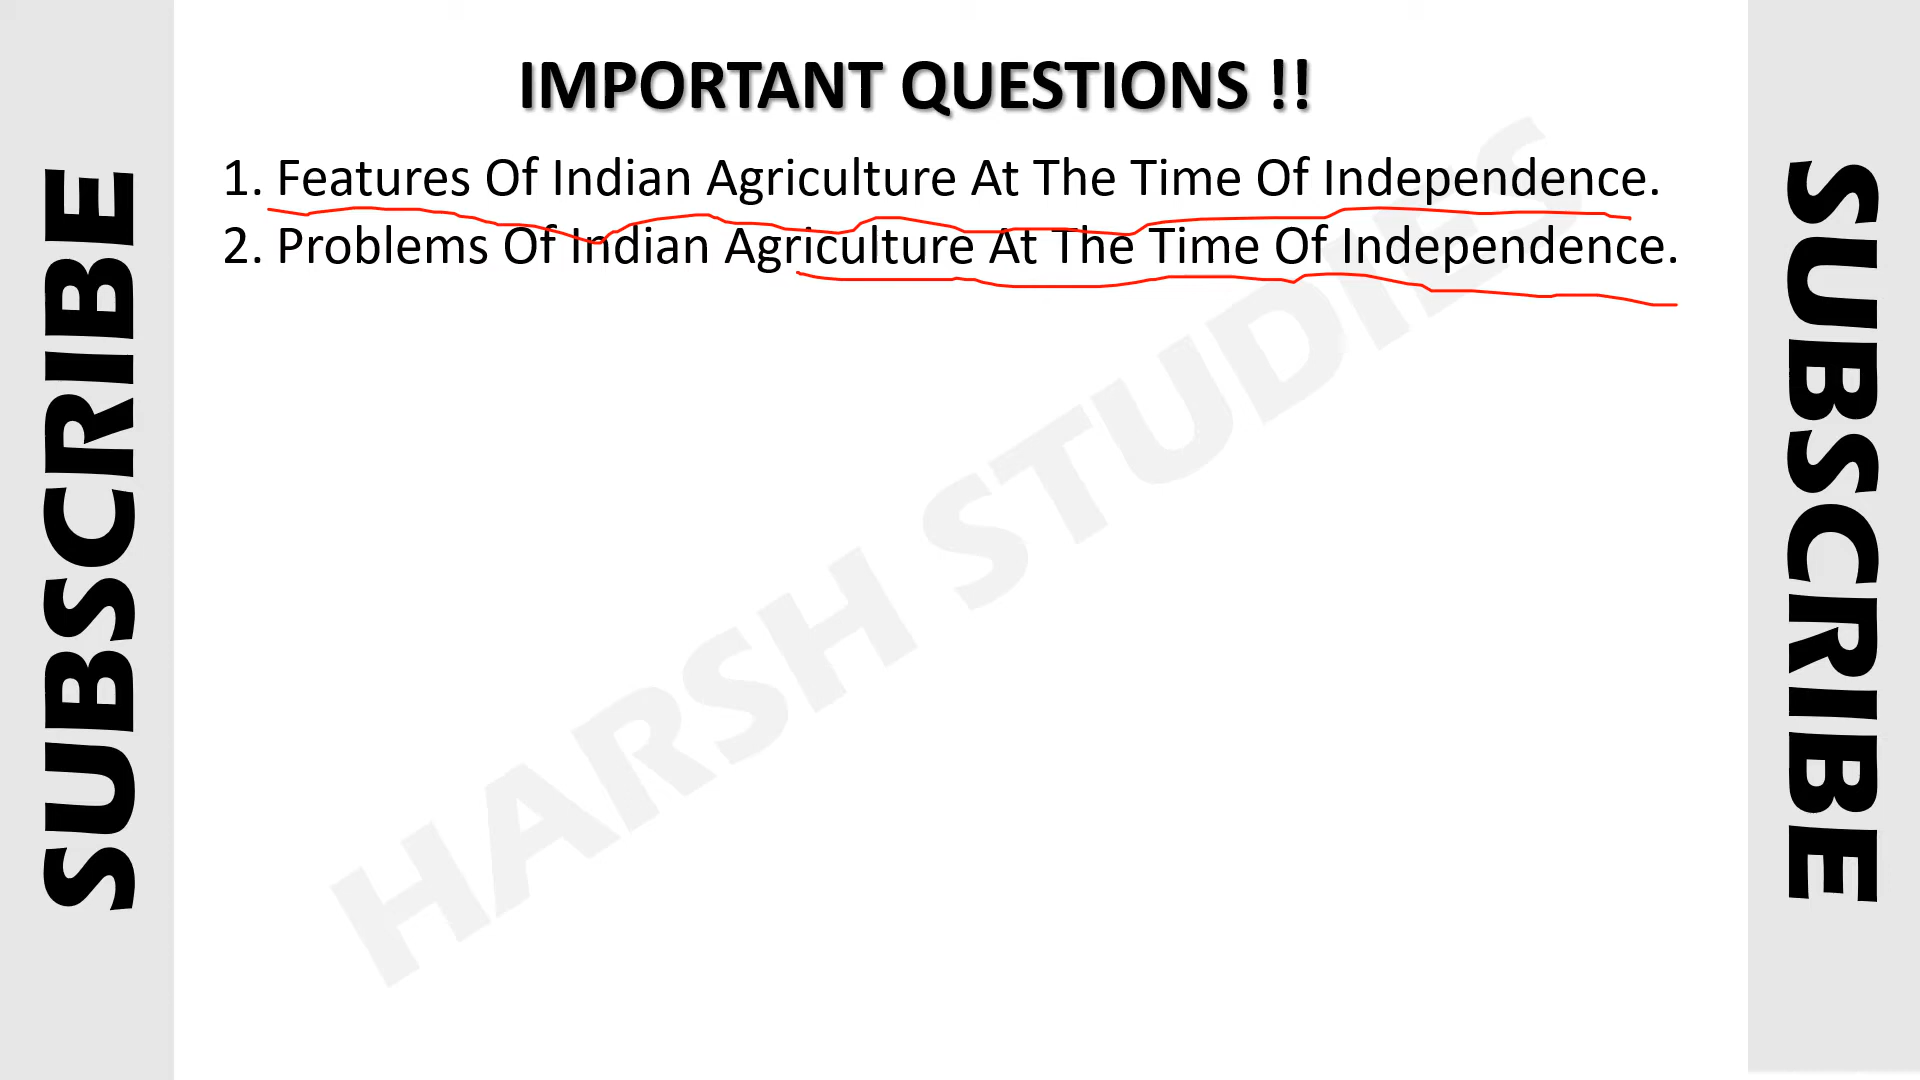 IMPORTANT QUESTIONS !!
1. Features Of Indian Agriculture At The Time Of Independence.
2. Problems Of Indian Agriculture At The Time Of Independence.
SUBSCRIBE
SUBSCRIBE
HARSH STUDIES